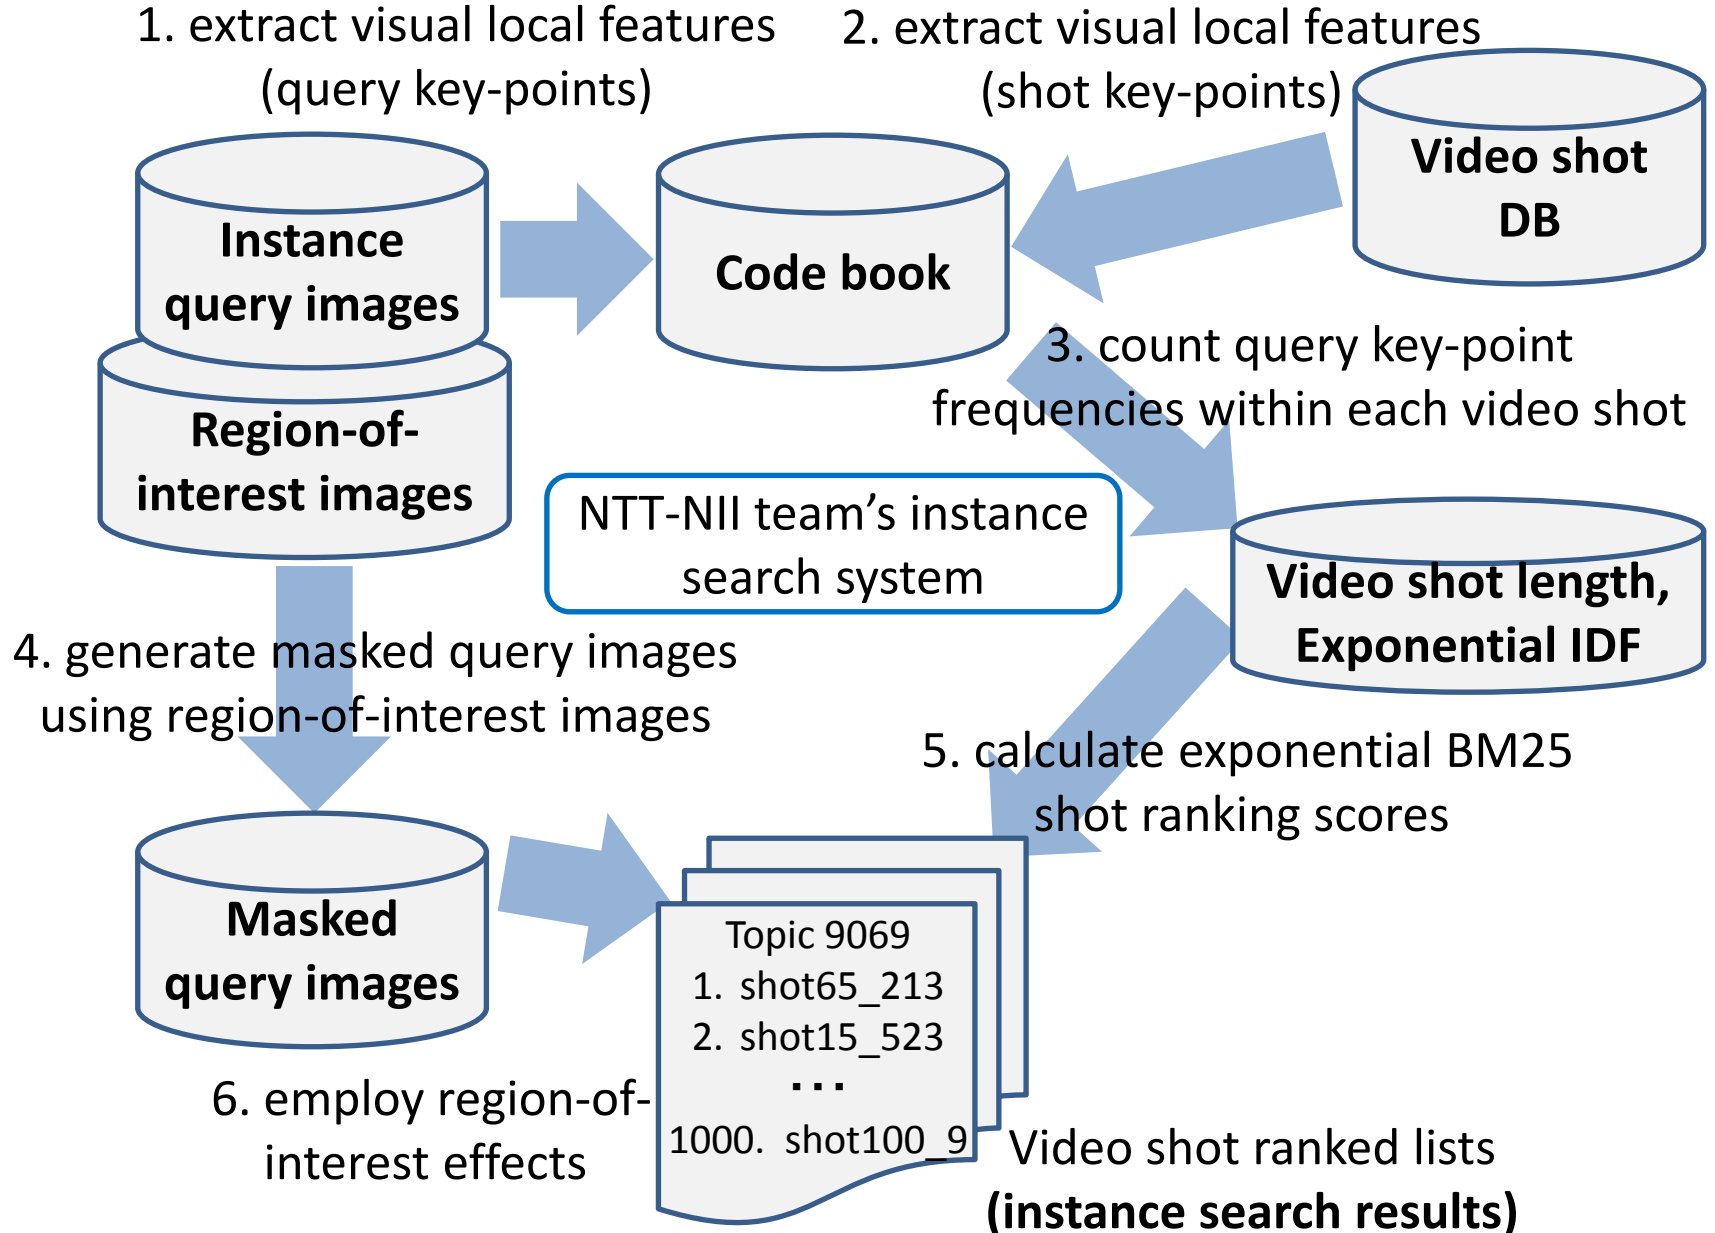 1. extract visual local features
(query key-points)
2. extract visual local features
(shot key-points)
Video shot
DB
Instance
query images
Code book
Region-of-
interest images
3. count query key-point
frequencies within each video shot
NTT-NII team’s instance
search system
Video shot length,
Exponential IDF
4. generate masked query images
using region-of-interest images
5. calculate exponential BM25
shot ranking scores
Masked
query images
Topic 9069
1. shot65_213
2. shot15_523
...
1000. shot100_9
6. employ region-of-
interest effects
Video shot ranked lists
(instance search results)